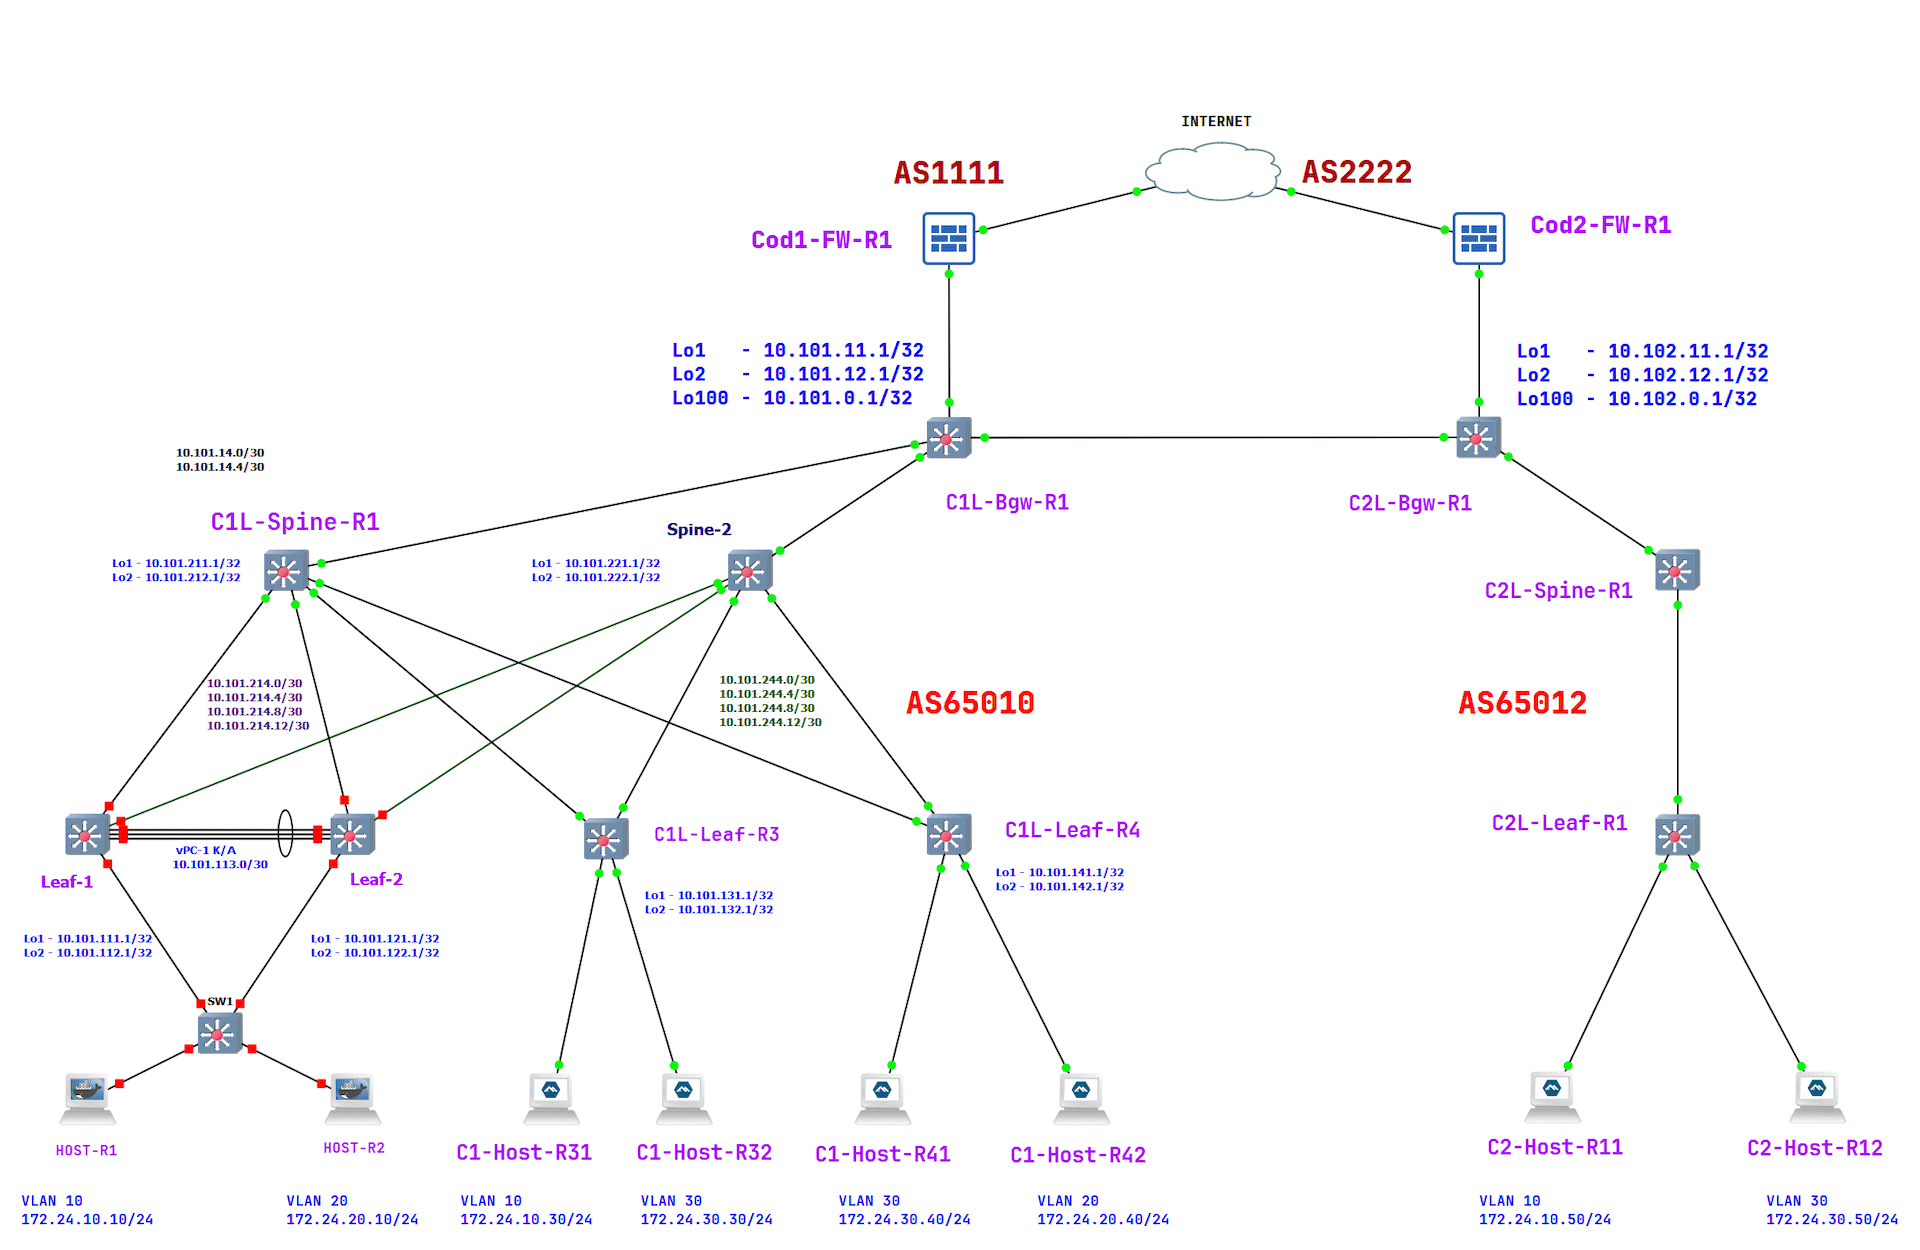 INTERNET
AS1111
AS2222
Cod1-FW-R1
Cod2-FW-R1
Lo1   - 10.101.11.1/32
Lo2   - 10.101.12.1/32
Lo100 - 10.101.0.1/32
Lo1   - 10.102.11.1/32
Lo2   - 10.102.12.1/32
Lo100 - 10.102.0.1/32
10.101.14.0/30
10.101.14.4/30
C1L-Bgw-R1
C2L-Bgw-R1
C1L-Spine-R1
Spine-2
Lo1 - 10.101.211.1/32
Lo2 - 10.101.212.1/32
Lo1 - 10.101.221.1/32
Lo2 - 10.101.222.1/32
C2L-Spine-R1
10.101.214.0/30
10.101.214.4/30
10.101.214.8/30
10.101.214.12/30
10.101.244.0/30
10.101.244.4/30
10.101.244.8/30
10.101.244.12/30
AS65010
AS65012
vPC-1 K/A
10.101.113.0/30
Leaf-1
Leaf-2
C1L-Leaf-R3
C1L-Leaf-R4
C2L-Leaf-R1
Lo1 - 10.101.141.1/32
Lo2 - 10.101.142.1/32
Lo1 - 10.101.131.1/32
Lo2 - 10.101.132.1/32
Lo1 - 10.101.111.1/32
Lo2 - 10.101.112.1/32
Lo1 - 10.101.121.1/32
Lo2 - 10.101.122.1/32
SW1
HOST-R1
HOST-R2
C1-Host-R31
C1-Host-R32
C1-Host-R41
C1-Host-R42
C2-Host-R11
C2-Host-R12
VLAN 10
172.24.10.10/24
VLAN 20
172.24.20.10/24
VLAN 10
172.24.10.30/24
VLAN 30
172.24.30.30/24
VLAN 30
172.24.30.40/24
VLAN 20
172.24.20.40/24
VLAN 10
172.24.10.50/24
VLAN 30
172.24.30.50/24